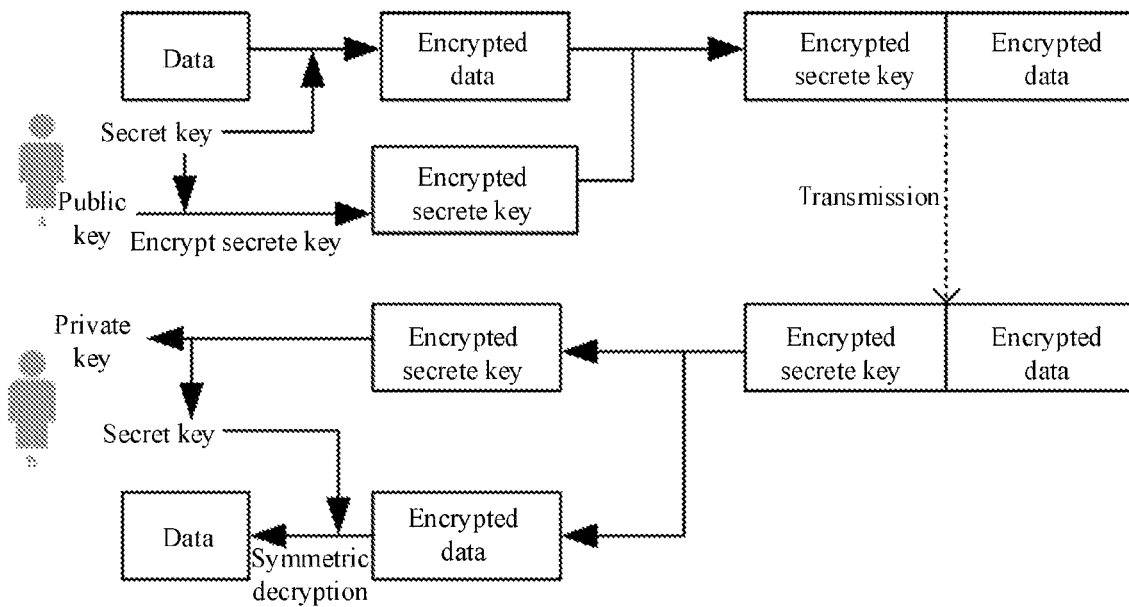 Data
Encrypted
data
Encrypted
secrete key
Encrypted
data
Secret key
Encrypted
secrete key
Public
key
Encrypt secrete key
Transmission
Private
key
Encrypted
secrete key
Encrypted
secrete key
Encrypted
data
Secret key
Data
Encrypted
data
Symmetric
decryption